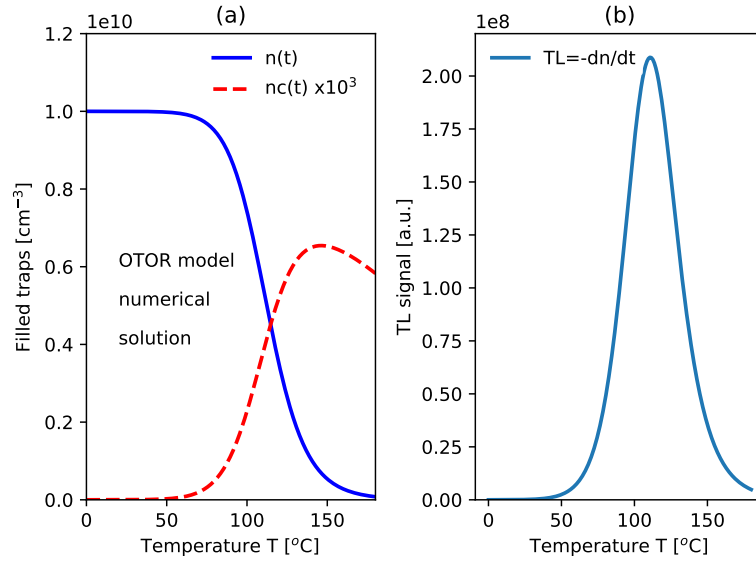 (a)
1e10
1.2
1.0
0.8
0.6
0.4
0.2
0.0
Filled traps [cm⁻³]
n(t)
nc(t) x10³
OTOR model
numerical
solution
0 50 100 150
Temperature T [°C]
(b)
1e8
2.00
1.75
1.50
1.25
1.00
0.75
0.50
0.25
0.00
TL signal [a.u.]
TL=-dn/dt
0 50 100 150
Temperature T [°C]